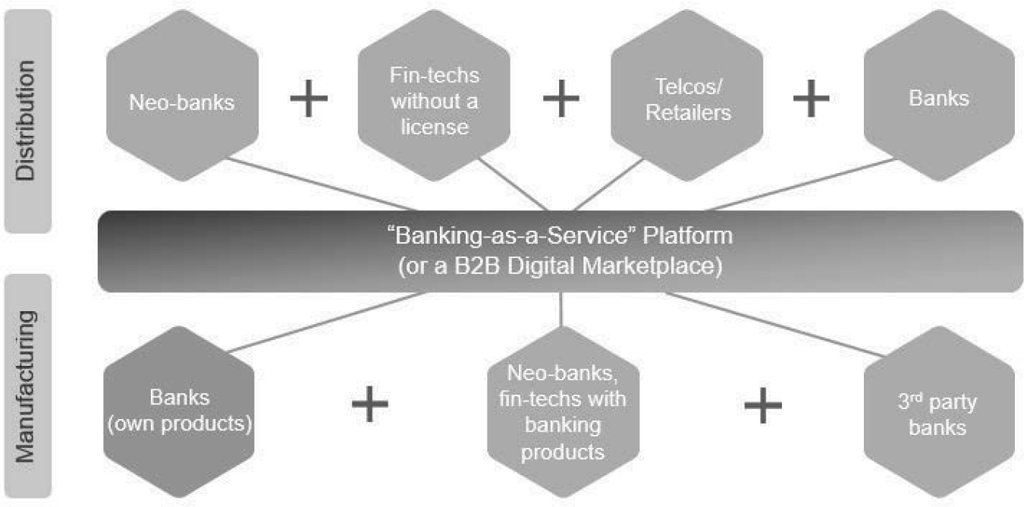 Distribution
Neo-banks
+
Fin-techs
without a
license
+
Telcos/
Retailers
+
Banks
“Banking-as-a-Service” Platform
(or a B2B Digital Marketplace)
Manufacturing
Banks
(own products)
+
Neo-banks,
fin-techs with
banking
products
+
3rd party
banks